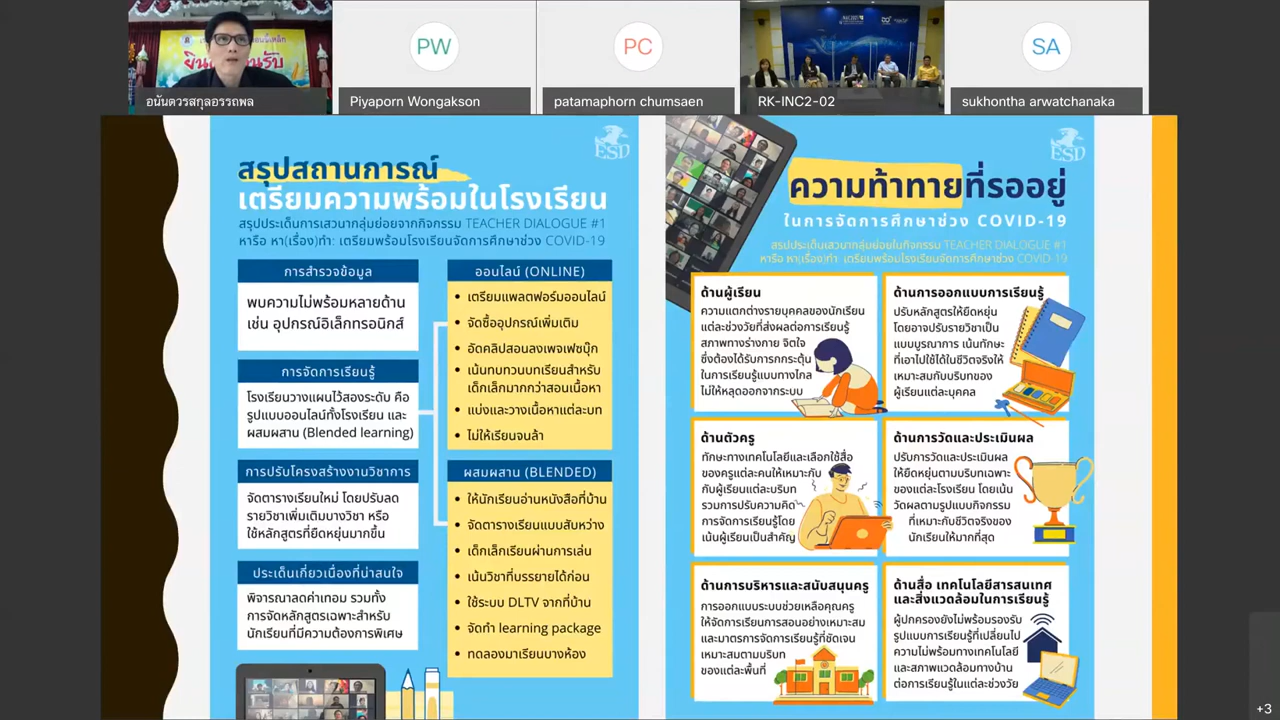 ยินดีต้อนรับ
อนันตวรสกุลอรรถพล
PW
Piyaporn Wongakson
PC
patamaphorn chumsaen
RK-INC2-02
SA
sukhontha arwatchanaka
ESD
สรุปสถานการณ์
เตรียมความพร้อมในโรงเรียน
สรุปประเด็นการเสวนากลุ่มย่อยจากกิจกรรม TEACHER DIALOGUE #1
หารือ หา(เรื่อง)ทำ: เตรียมพร้อมโรงเรียนจัดการศึกษาช่วง COVID-19
การสำรวจข้อมูล
พบความไม่พร้อมหลายด้าน
เช่น อุปกรณ์อิเล็กทรอนิกส์
การจัดการเรียนรู้
โรงเรียนวางแผนไว้สองระดับ คือ
รูปแบบออนไลน์ทั้งโรงเรียน และ
ผสมผสาน (Blended learning)
การปรับโครงสร้างงานวิชาการ
จัดตารางเรียนใหม่ โดยปรับลด
รายวิชาเพิ่มเติมบางวิชา หรือ
ใช้หลักสูตรที่ยืดหยุ่นมากขึ้น
ประเด็นเกี่ยวเนื่องที่น่าสนใจ
พิจารณาลดค่าเทอม รวมทั้ง
การจัดหลักสูตรเฉพาะสำหรับ
นักเรียนที่มีความต้องการพิเศษ
ออนไลน์ (ONLINE)
• เตรียมแพลตฟอร์มออนไลน์
• จัดซื้ออุปกรณ์เพิ่มเติม
• อัดคลิปสอนลงเพจเฟซบุ๊ก
• เน้นทบทวนบทเรียนสำหรับ
เด็กเล็กมากกว่าสอนเนื้อหา
• แบ่งและวางเนื้อหาแต่ละบท
• ไม่ให้เรียนจนล้า
ผสมผสาน (BLENDED)
• ให้นักเรียนอ่านหนังสือที่บ้าน
• จัดตารางเรียนแบบสับหว่าง
• เด็กเล็กเรียนผ่านการเล่น
• เน้นวิชาที่บรรยายได้ก่อน
• ใช้ระบบ DLTV จากที่บ้าน
• จัดทำ learning package
• ทดลองมาเรียนบางห้อง
ESD
ความท้าทายที่รออยู่
ในการจัดการศึกษาช่วง COVID-19
สรุปประเด็นเสวนากลุ่มย่อยในกิจกรรม TEACHER DIALOGUE #1
หารือ หา(เรื่อง)ทำ เตรียมพร้อมโรงเรียนจัดการศึกษาช่วง COVID-19
ด้านผู้เรียน
ความแตกต่างรายบุคคลของนักเรียน
แต่ละช่วงวัยที่ส่งผลต่อการเรียนรู้
สภาพทางร่างกาย จิตใจ
ซึ่งต้องได้รับการกระตุ้น
ในการเรียนรู้แบบทางไกล
ไม่ให้หลุดออกจากระบบ
ด้านการออกแบบการเรียนรู้
ปรับหลักสูตรให้ยืดหยุ่น
โดยอาจปรับรายวิชาเป็น
แบบบูรณาการ เน้นทักษะ
ที่เอาไปใช้ได้ในชีวิตจริงให้
เหมาะสมกับบริบทของ
ผู้เรียนแต่ละบุคคล
ด้านตัวครู
ทักษะทางเทคโนโลยีและเลือกใช้สื่อ
ของครูแต่ละคนให้เหมาะกับ
กับผู้เรียนแต่ละบริบท
รวมการปรับความคิด
การจัดการเรียนรู้โดย
เน้นผู้เรียนเป็นสำคัญ
ด้านการวัดและประเมินผล
ปรับการวัดและประเมินผล
ให้ยืดหยุ่นตามบริบทเฉพาะ
ของแต่ละโรงเรียน โดยเน้น
วัดผลตามรูปแบบกิจกรรม
ที่เหมาะกับชีวิตจริงของ
นักเรียนให้มากที่สุด
ด้านการบริหารและสนับสนุนครู
การออกแบบระบบช่วยเหลือคุณครู
ให้จัดการเรียนการสอนอย่างเหมาะสม
และมาตรการจัดการเรียนรู้ที่ชัดเจน
เหมาะสมตามบริบท
ของแต่ละพื้นที่
ด้านสื่อ เทคโนโลยีสารสนเทศ
และสิ่งแวดล้อมในการเรียนรู้
ผู้ปกครองยังไม่พร้อมรองรับ
รูปแบบการเรียนรู้ที่เปลี่ยนไป
ความไม่พร้อมทางเทคโนโลยี
และสภาพแวดล้อมทางบ้าน
ต่อการเรียนรู้ในแต่ละช่วงวัย
+3